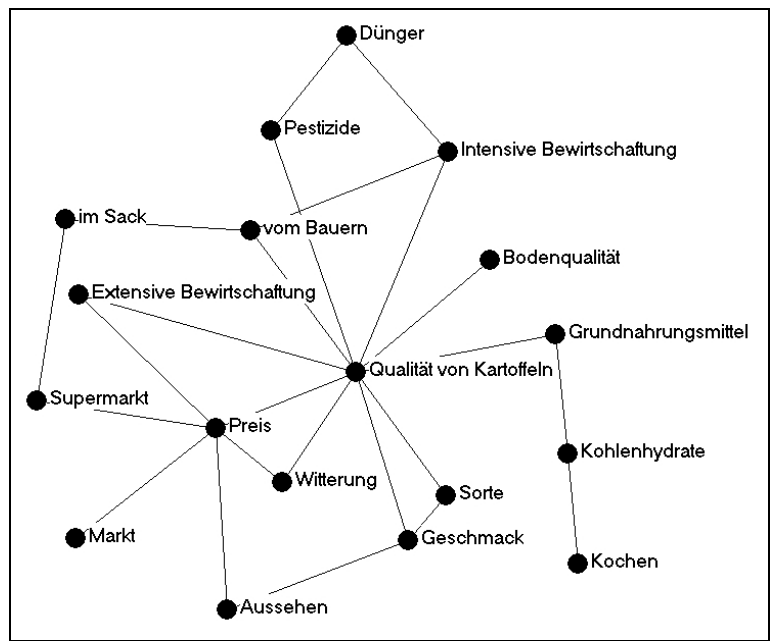 Dünger
Pestizide
Intensive Bewirtschaftung
im Sack
vom Bauern
Bodenqualität
Extensive Bewirtschaftung
Grundnahrungsmittel
Qualität von Kartoffeln
Supermarkt
Preis
Kohlenhydrate
Witterung
Sorte
Markt
Geschmack
Kochen
Aussehen